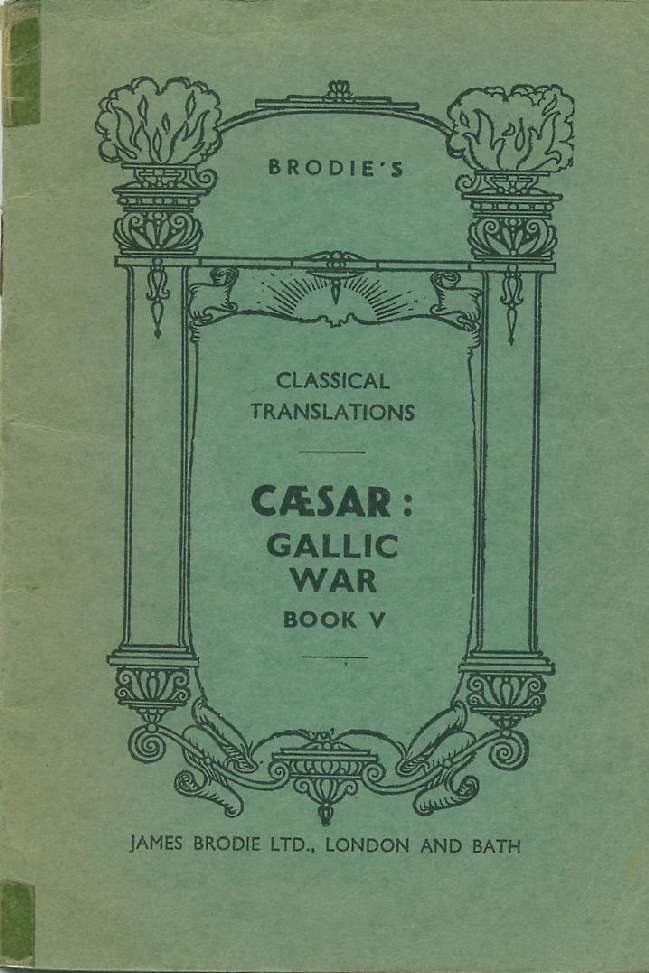 BRODIE'S
CLASSICAL
TRANSLATIONS
CÆSAR:
GALLIC
WAR
BOOK V
JAMES BRODIE LTD., LONDON AND BATH